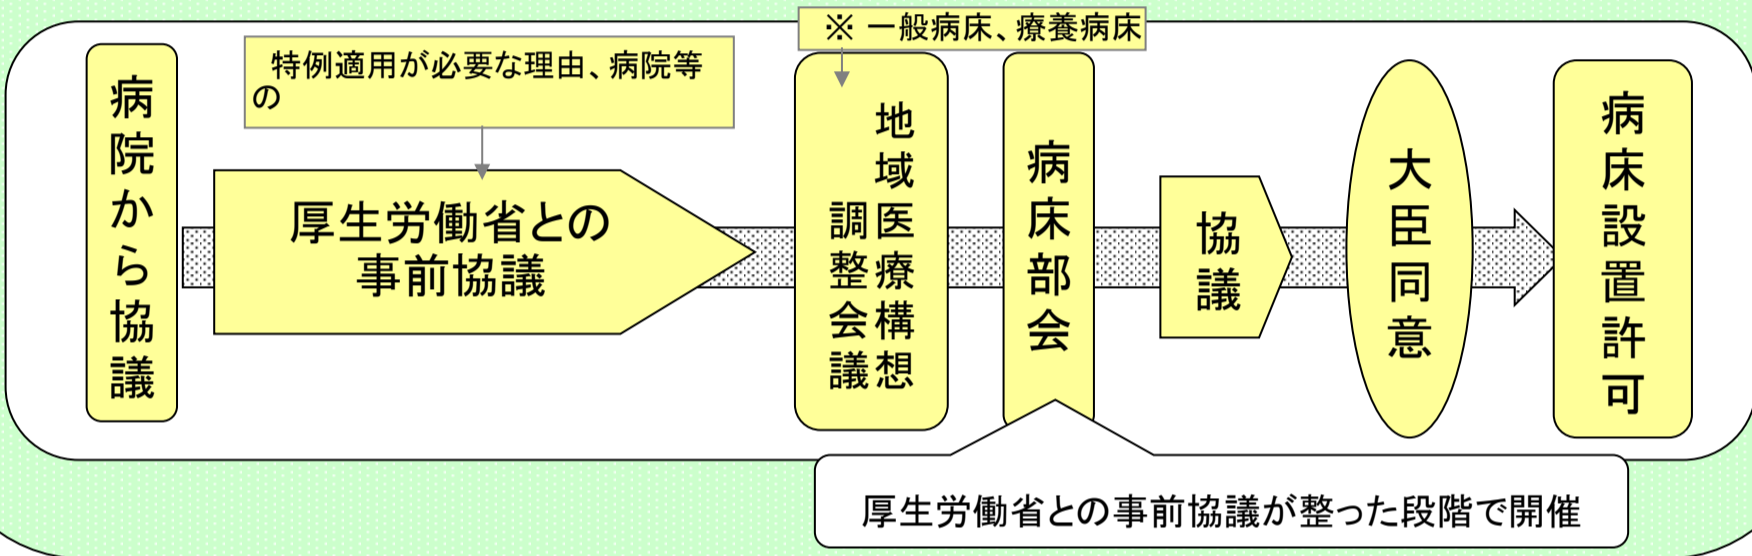 病院から協議
特例適用が必要な理由、病院等
の
厚生労働省との
事前協議
※ 一般病床、療養病床
地域医療構想
調整会議
病床部会
協議
大臣同意
病床設置許可
厚生労働省との事前協議が整った段階で開催